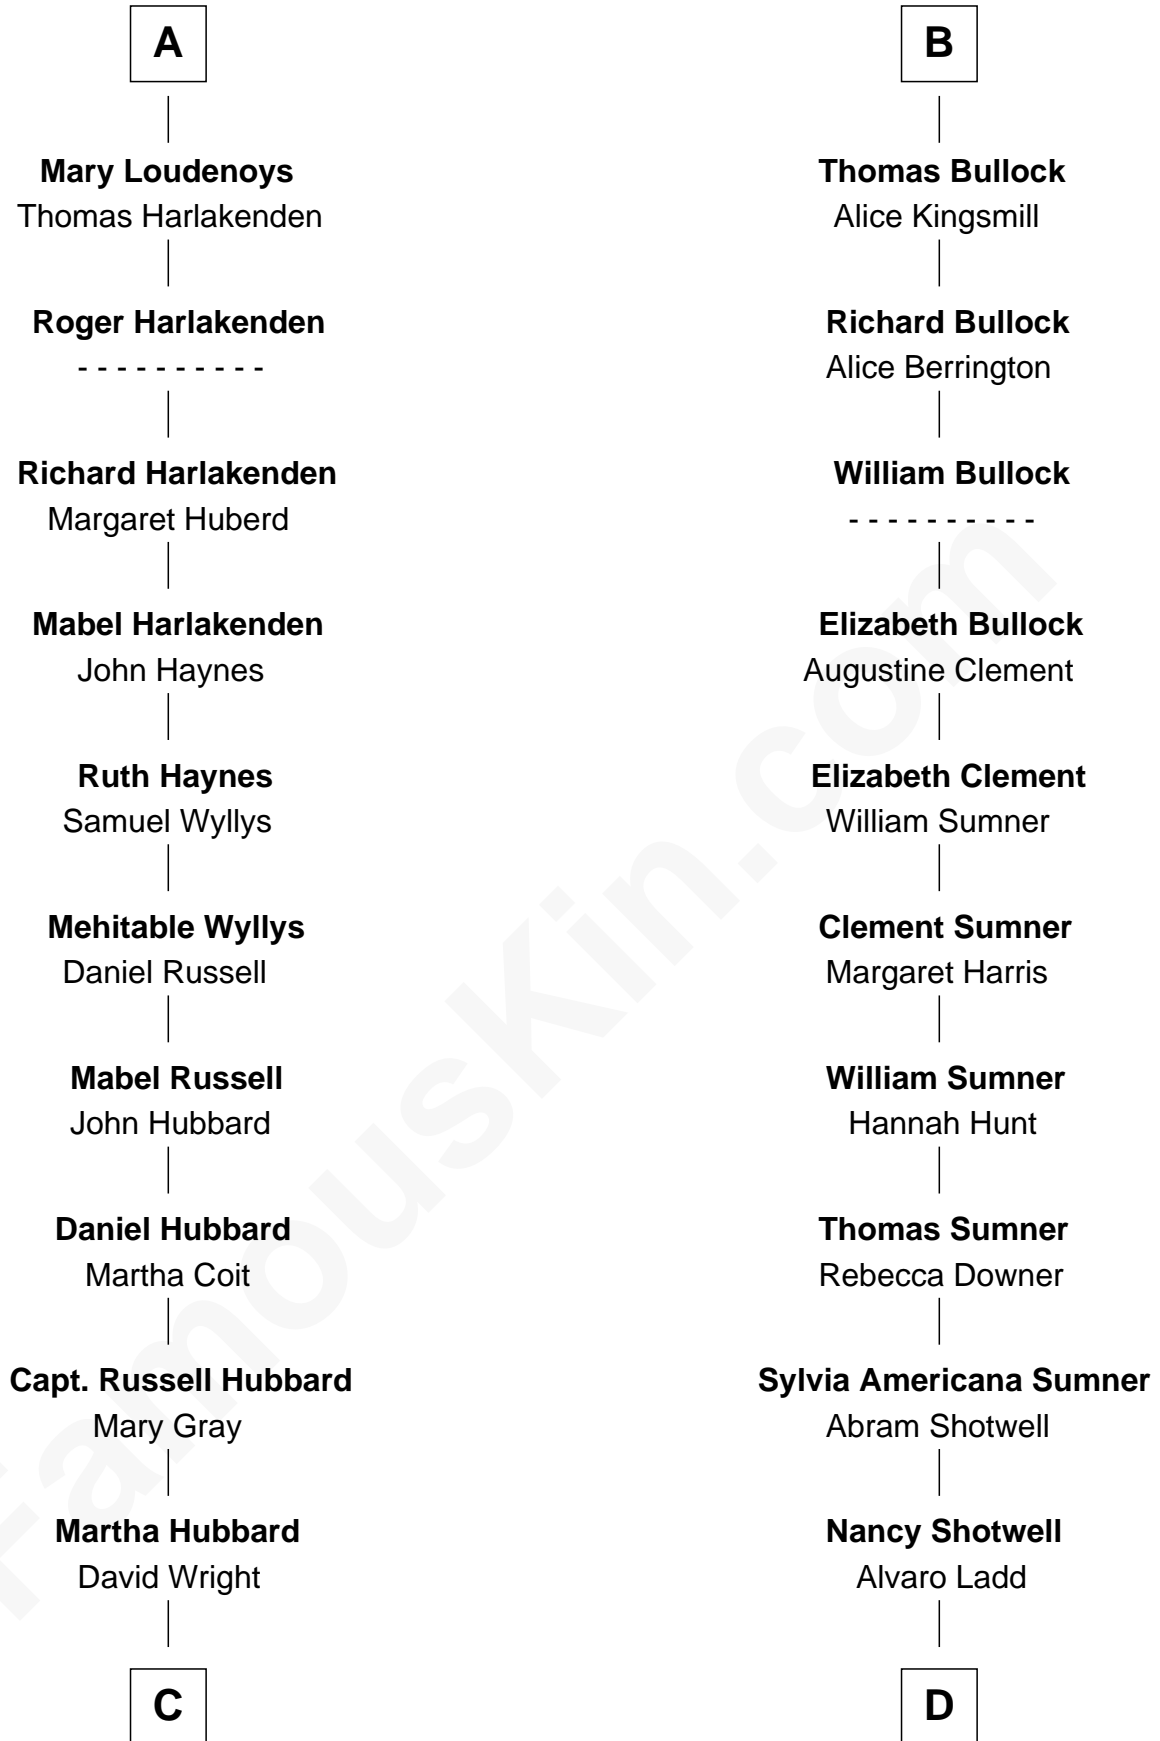 A
Mary Loudenoys
Thomas Harlakenden
Roger Harlakenden
- - - - - - - - - -
Richard Harlakenden
Margaret Huberd
Mabel Harlakenden
John Haynes
Ruth Haynes
Samuel Wyllys
Mehitable Wyllys
Daniel Russell
Mabel Russell
John Hubbard
Daniel Hubbard
Martha Coit
Capt. Russell Hubbard
Mary Gray
Martha Hubbard
David Wright
C
B
Thomas Bullock
Alice Kingsmill
Richard Bullock
Alice Berrington
William Bullock
- - - - - - - - - -
Elizabeth Bullock
Augustine Clement
Elizabeth Clement
William Sumner
Clement Sumner
Margaret Harris
William Sumner
Hannah Hunt
Thomas Sumner
Rebecca Downer
Sylvia Americana Sumner
Abram Shotwell
Nancy Shotwell
Alvaro Ladd
D
FamousKin.com